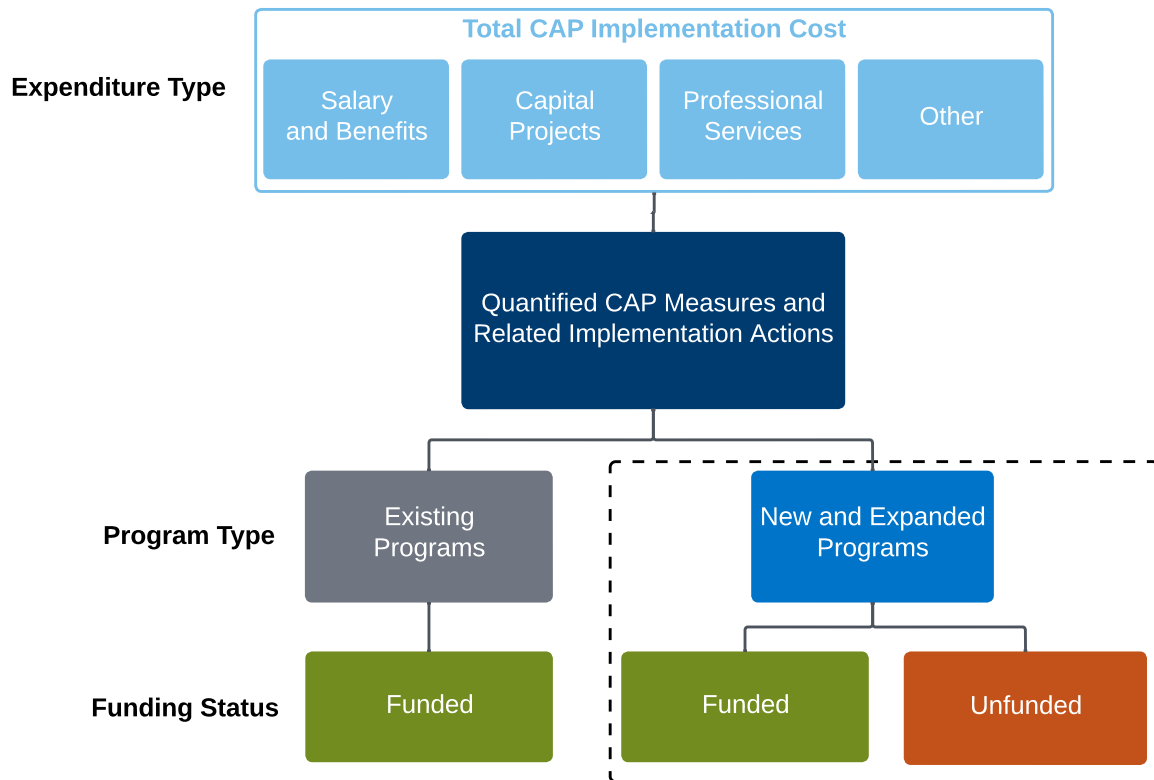 Total CAP Implementation Cost
Expenditure Type
Salary
and Benefits
Capital
Projects
Professional
Services
Other
Quantified CAP Measures and
Related Implementation Actions
Program Type
Existing
Programs
New and Expanded
Programs
Funding Status
Funded
Funded
Unfunded